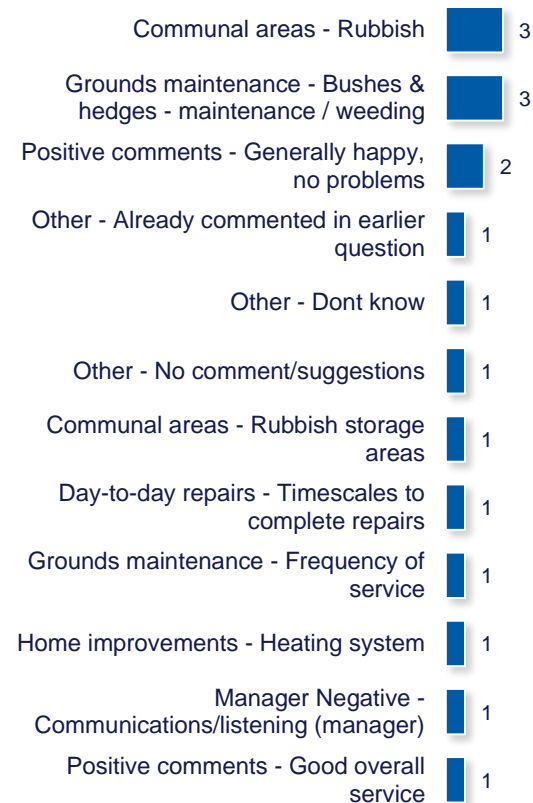 Communal areas - Rubbish 3
Grounds maintenance - Bushes &
hedges - maintenance / weeding 3
Positive comments - Generally happy,
no problems 2
Other - Already commented in earlier
question 1
Other - Dont know 1
Other - No comment/suggestions 1
Communal areas - Rubbish storage
areas 1
Day-to-day repairs - Timescales to
complete repairs 1
Grounds maintenance - Frequency of
service 1
Home improvements - Heating system 1
Manager Negative -
Communications/listening (manager) 1
Positive comments - Good overall
service 1